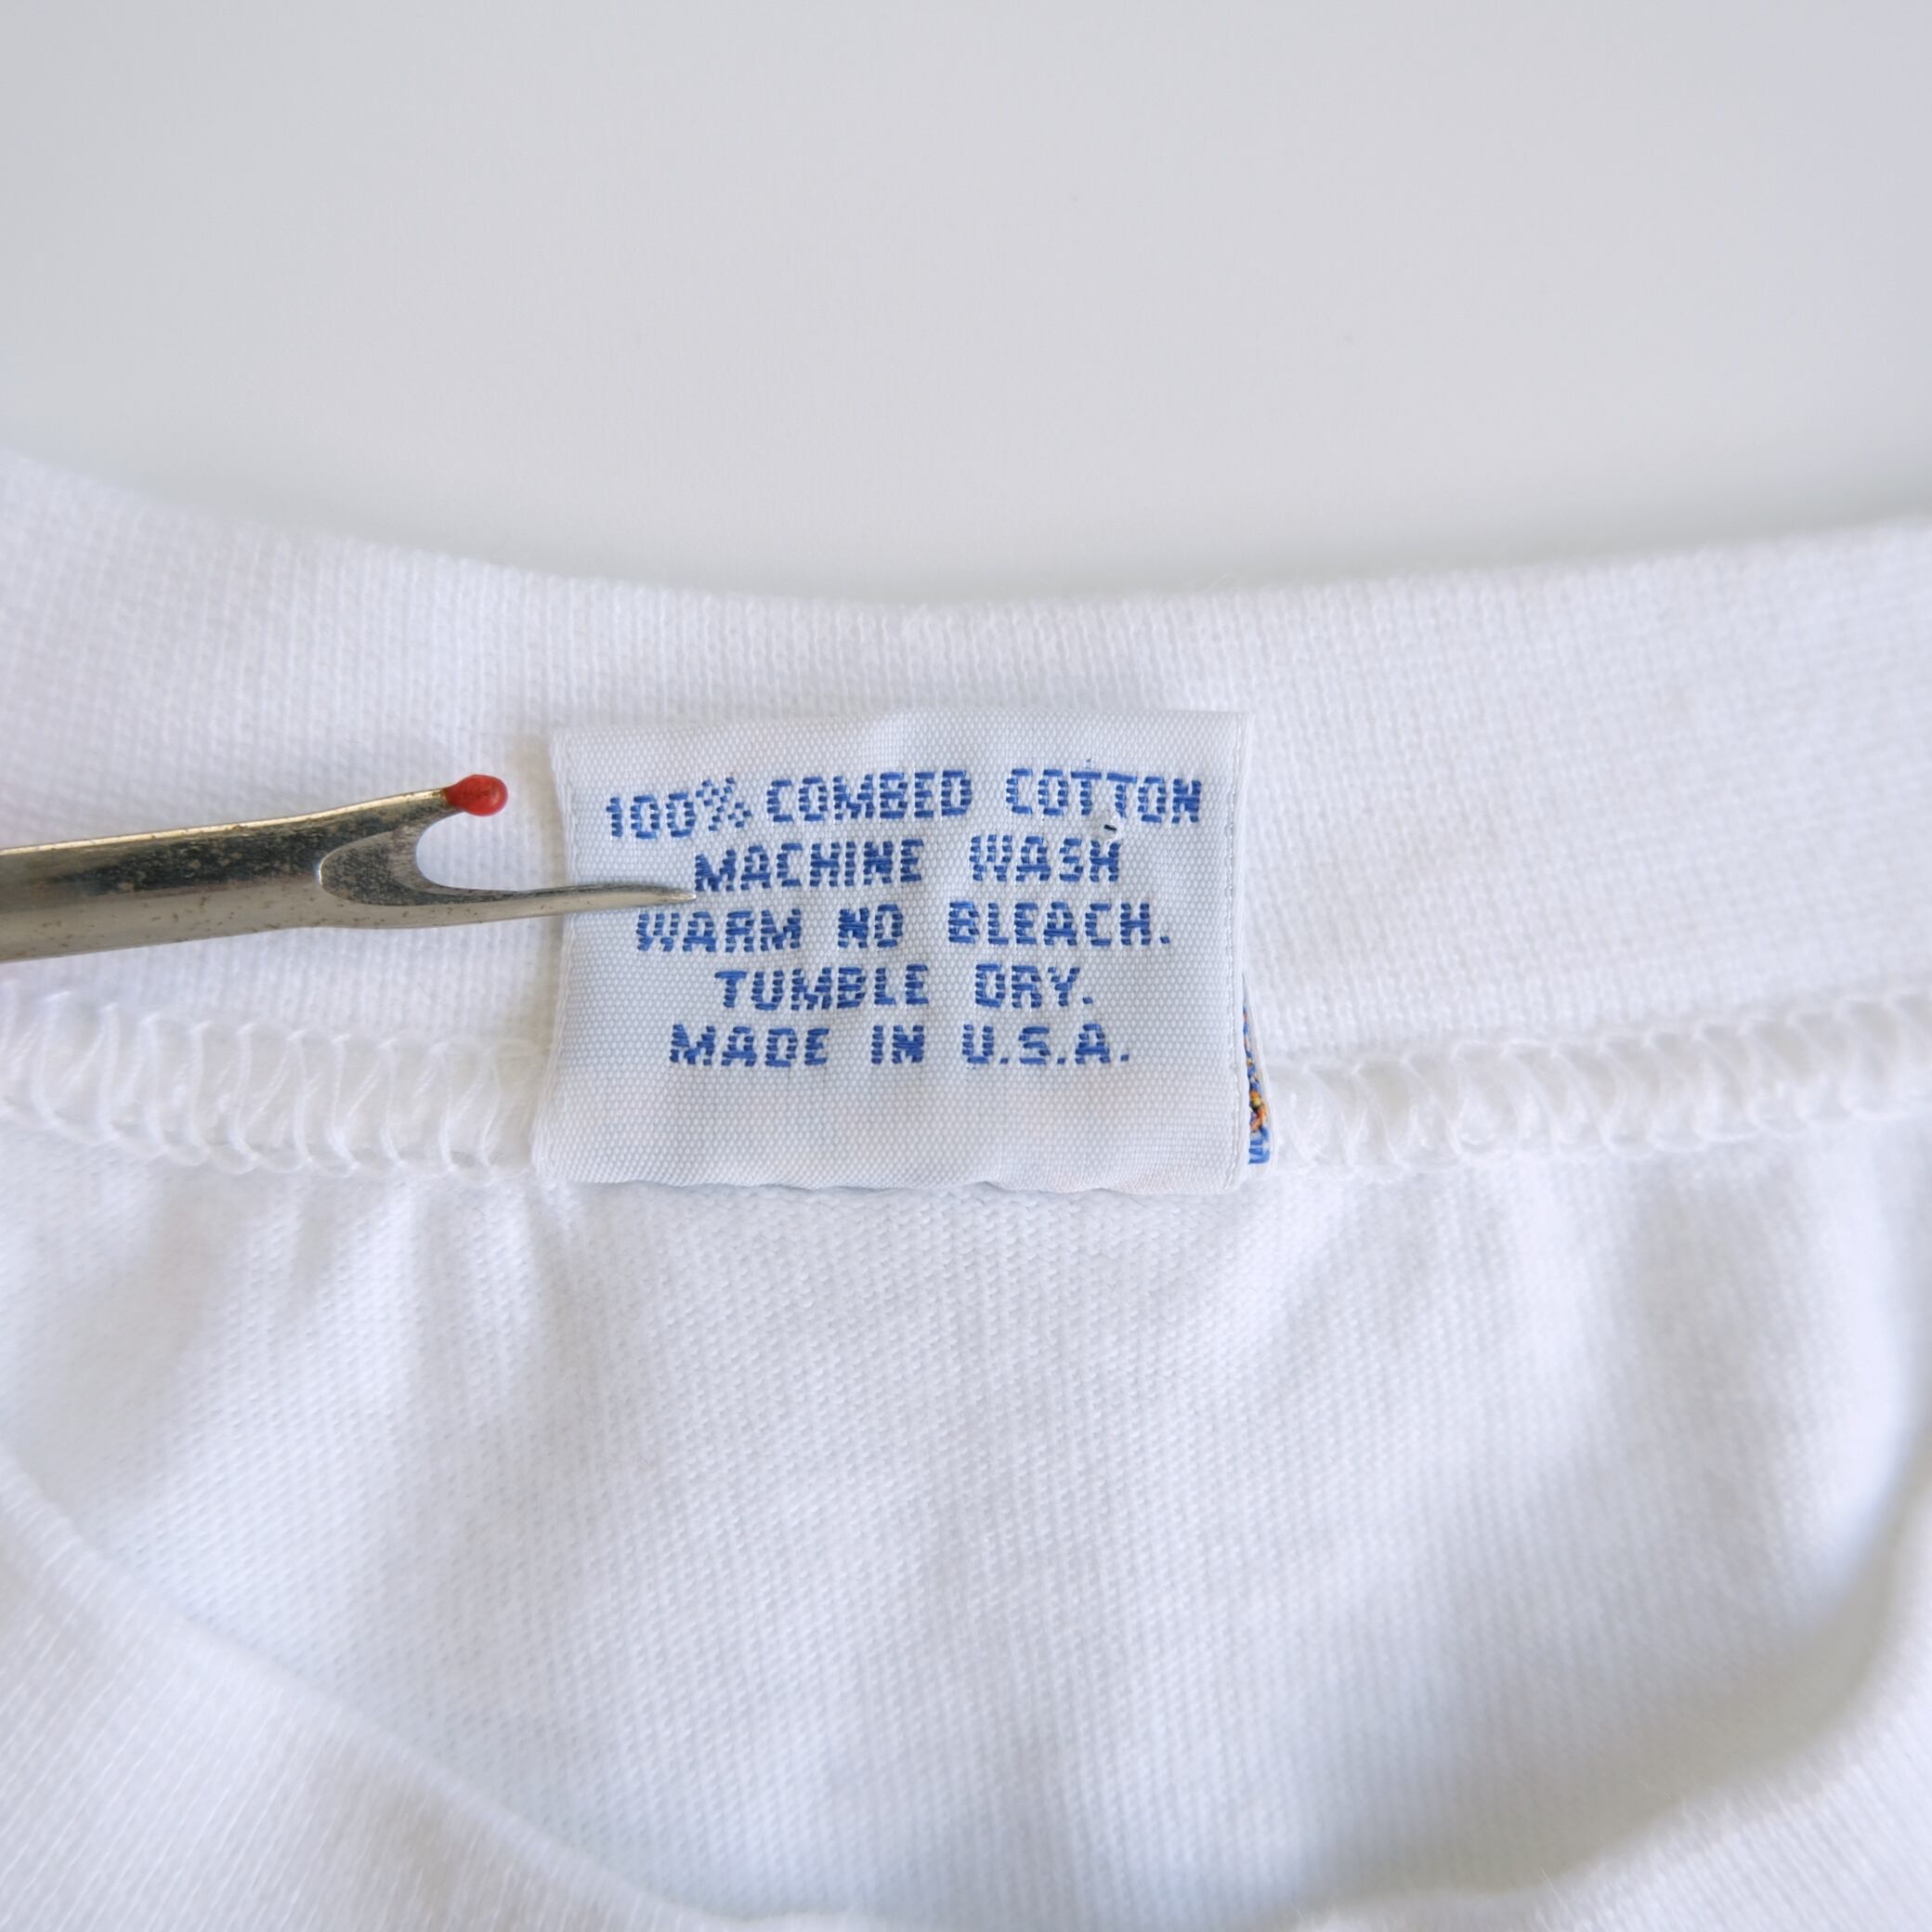 100% COMBED COTTON
MACHINE WASH
WARM NO BLEACH.
TUMBLE DRY.
MADE IN U.S.A.